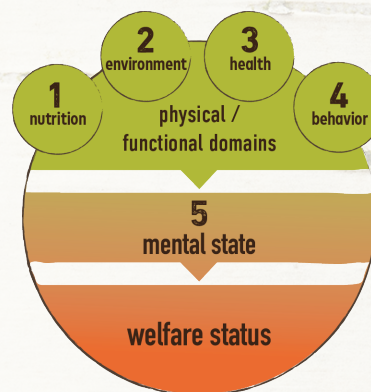 1
nutrition
2
environment
3
health
4
behavior
physical /
functional domains
5
mental state
welfare status